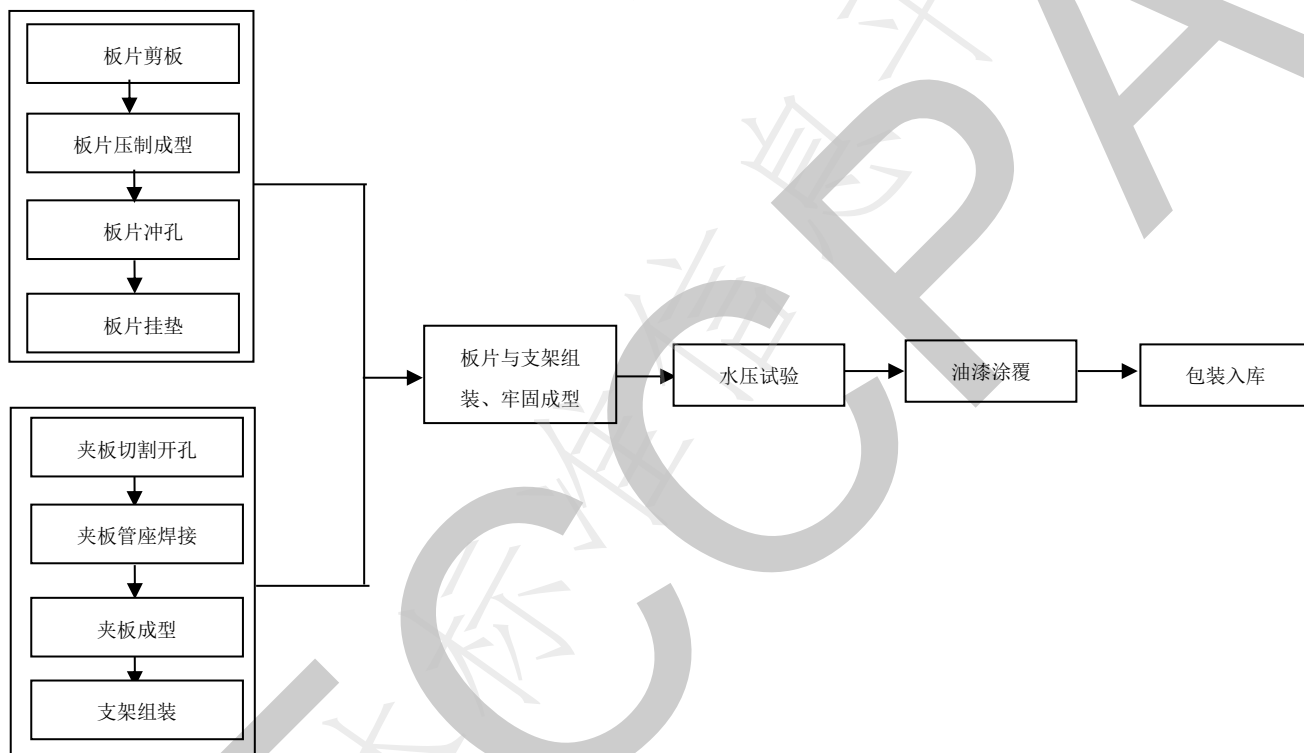 板片剪板
板片压制成型
板片冲孔
板片挂垫
夹板切割开孔
夹板管座焊接
夹板成型
支架组装
板片与支架组
装、牢固成型
水压试验
油漆涂覆
包装入库